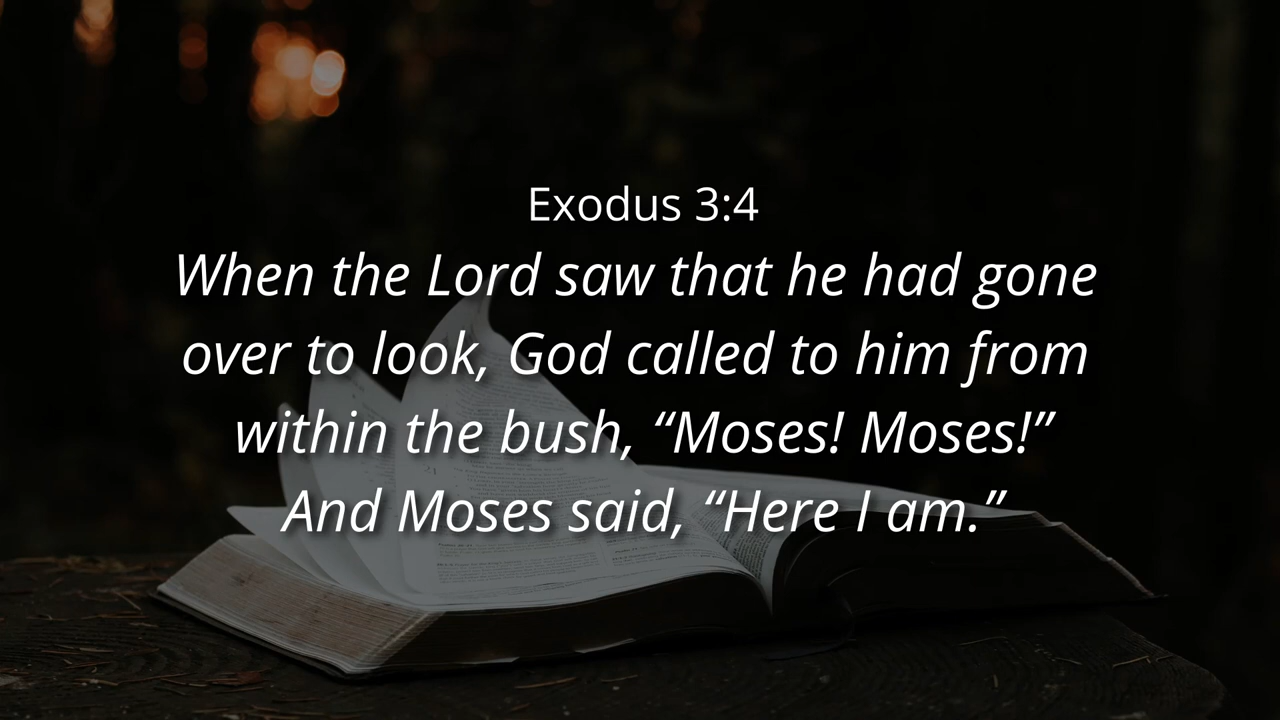 Exodus 3:4
When the Lord saw that he had gone
over to look, God called to him from
within the bush, “Moses! Moses!”
And Moses said, “Here I am.”